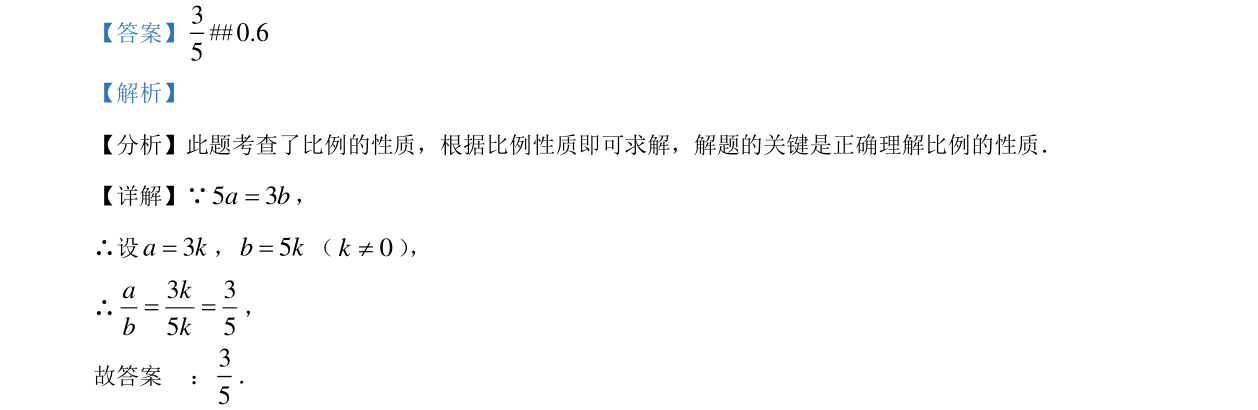 【答案】3/5##0.6
【解析】
【分析】此题考查了比例的性质，根据比例性质即可求解，解题的关键是正确理解比例的性质．
【详解】∵5a＝3b，
∴设a＝3k，b＝5k（k≠0），
∴a/b＝3k/5k＝3/5，
故答案 ：3/5．